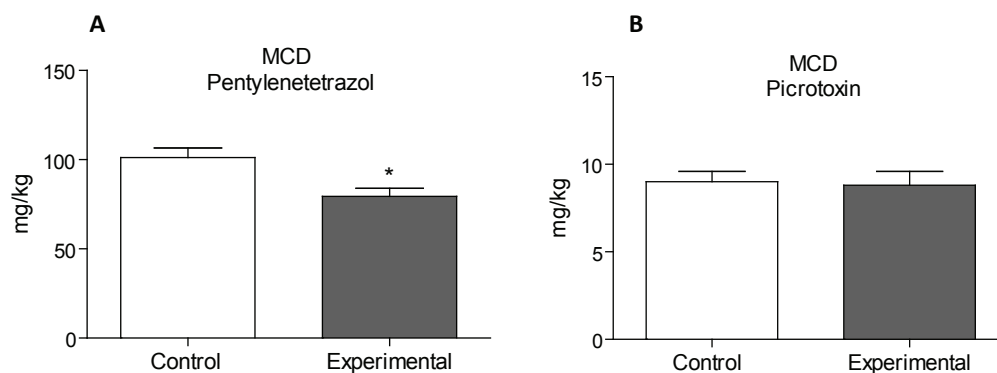 A
MCD
Pentylenetetrazol
150
100
50
0
mg/kg
*
Control
Experimental
B
MCD
Picrotoxin
15
10
5
0
mg/kg
Control
Experimental